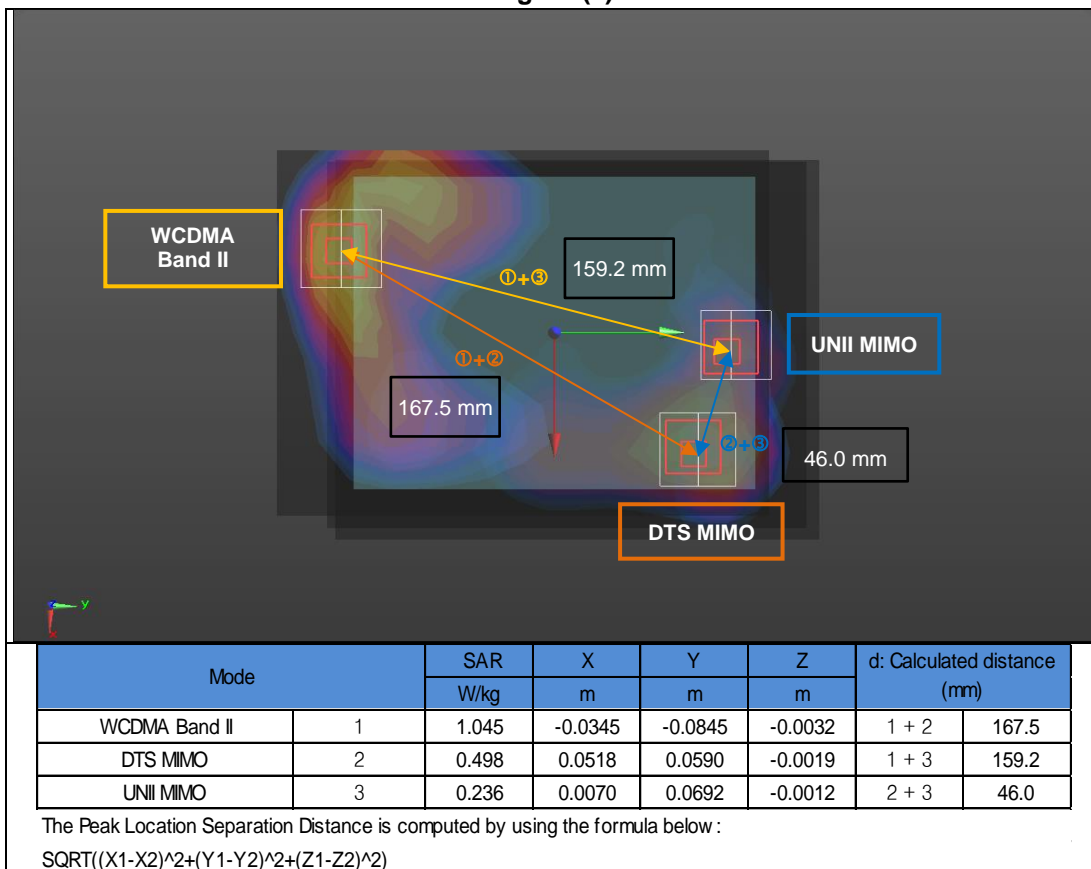 WCDMA
Band II
①+③
159.2 mm
UNII MIMO
①+②
167.5 mm
②+③
46.0 mm
DTS MIMO
y
x
Mode SAR X Y Z d: Calculated distance
W/kg m m m (mm)
WCDMA Band II 1 1.045 -0.0345 -0.0845 -0.0032 1 + 2 167.5
DTS MIMO 2 0.498 0.0518 0.0590 -0.0019 1 + 3 159.2
UNII MIMO 3 0.236 0.0070 0.0692 -0.0012 2 + 3 46.0
The Peak Location Separation Distance is computed by using the formula below :
SQRT((X1-X2)^2+(Y1-Y2)^2+(Z1-Z2)^2)